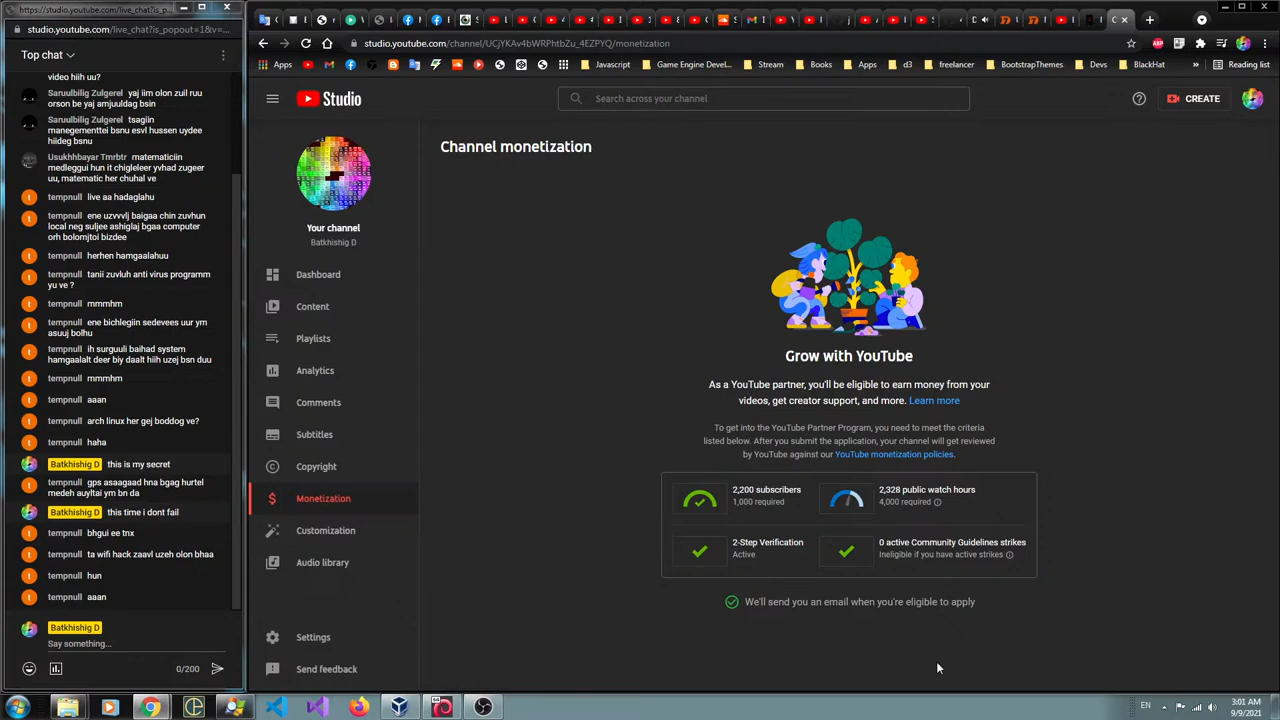 https://studio.youtube.com/live_chat?is_p...
studio.youtube.com/live_chat?is_popout=1&v=...
Top chat
video hiih uu?
Saruulbilig Zulgerel yaj iim olon zuil ruu
orson be yaj amjuuldag bsin
Saruulbilig Zulgerel tsagiin
manegementtei bsnu esvl hussen uydee
hiideg bsnu
Usukhhbayar Tmrbtr matematiciin
medleggui hun it chigleleer yvhad zugeer
uu, matematic her chuhal ve
tempnull live aa hadaglahu
tempnull ene uzvvvlj baigaa chin zuvhun
local neg suljee ashiglaj bgaa computer
orh bolomjtoi bizdee
tempnull herhen hamgaalahuu
tempnull tanii zuvluh anti virus programm
yu ve ?
tempnull mmmhm
tempnull ene bichlegiin sedevees uur ym
asuuj bolhu
tempnull ih surguuli baihad system
hamgaalalt deer biy daalt hiih uzej bsn duu
tempnull mmmhm
tempnull aaan
tempnull arch linux her gej boddog ve?
tempnull haha
Batkhishig D this is my secret
tempnull gps asaagaad hna bgag hurtel
medeh auyltai ym bn da
Batkhishig D this time i dont fail
tempnull bhgui ee tnx
tempnull ta wifi hack zaavl uzeh olon bhaa
tempnull hun
tempnull aaan
Batkhishig D
Say something...
0/200
studio.youtube.com/channel/UCjYKAv4bWRPhtbZu_4EZPYQ/monetization
Apps
Javascript
Game Engine Devel...
Stream
Books
Apps
d3
freelancer
BootstrapThemes
Devs
BlackHat
»
Reading list
Studio
Search across your channel
CREATE
Your channel
Batkhishig D
Dashboard
Content
Playlists
Analytics
Comments
Subtitles
Copyright
Monetization
Customization
Audio library
Settings
Send feedback
Channel monetization
Grow with YouTube
As a YouTube partner, you'll be eligible to earn money from your
videos, get creator support, and more. Learn more
To get into the YouTube Partner Program, you need to meet the criteria
listed below. After you submit the application, your channel will get reviewed
by YouTube against our YouTube monetization policies.
2,200 subscribers
1,000 required
2,328 public watch hours
4,000 required
2-Step Verification
Active
0 active Community Guidelines strikes
Ineligible if you have active strikes
We'll send you an email when you're eligible to apply
EN
3:01 AM
9/9/2021